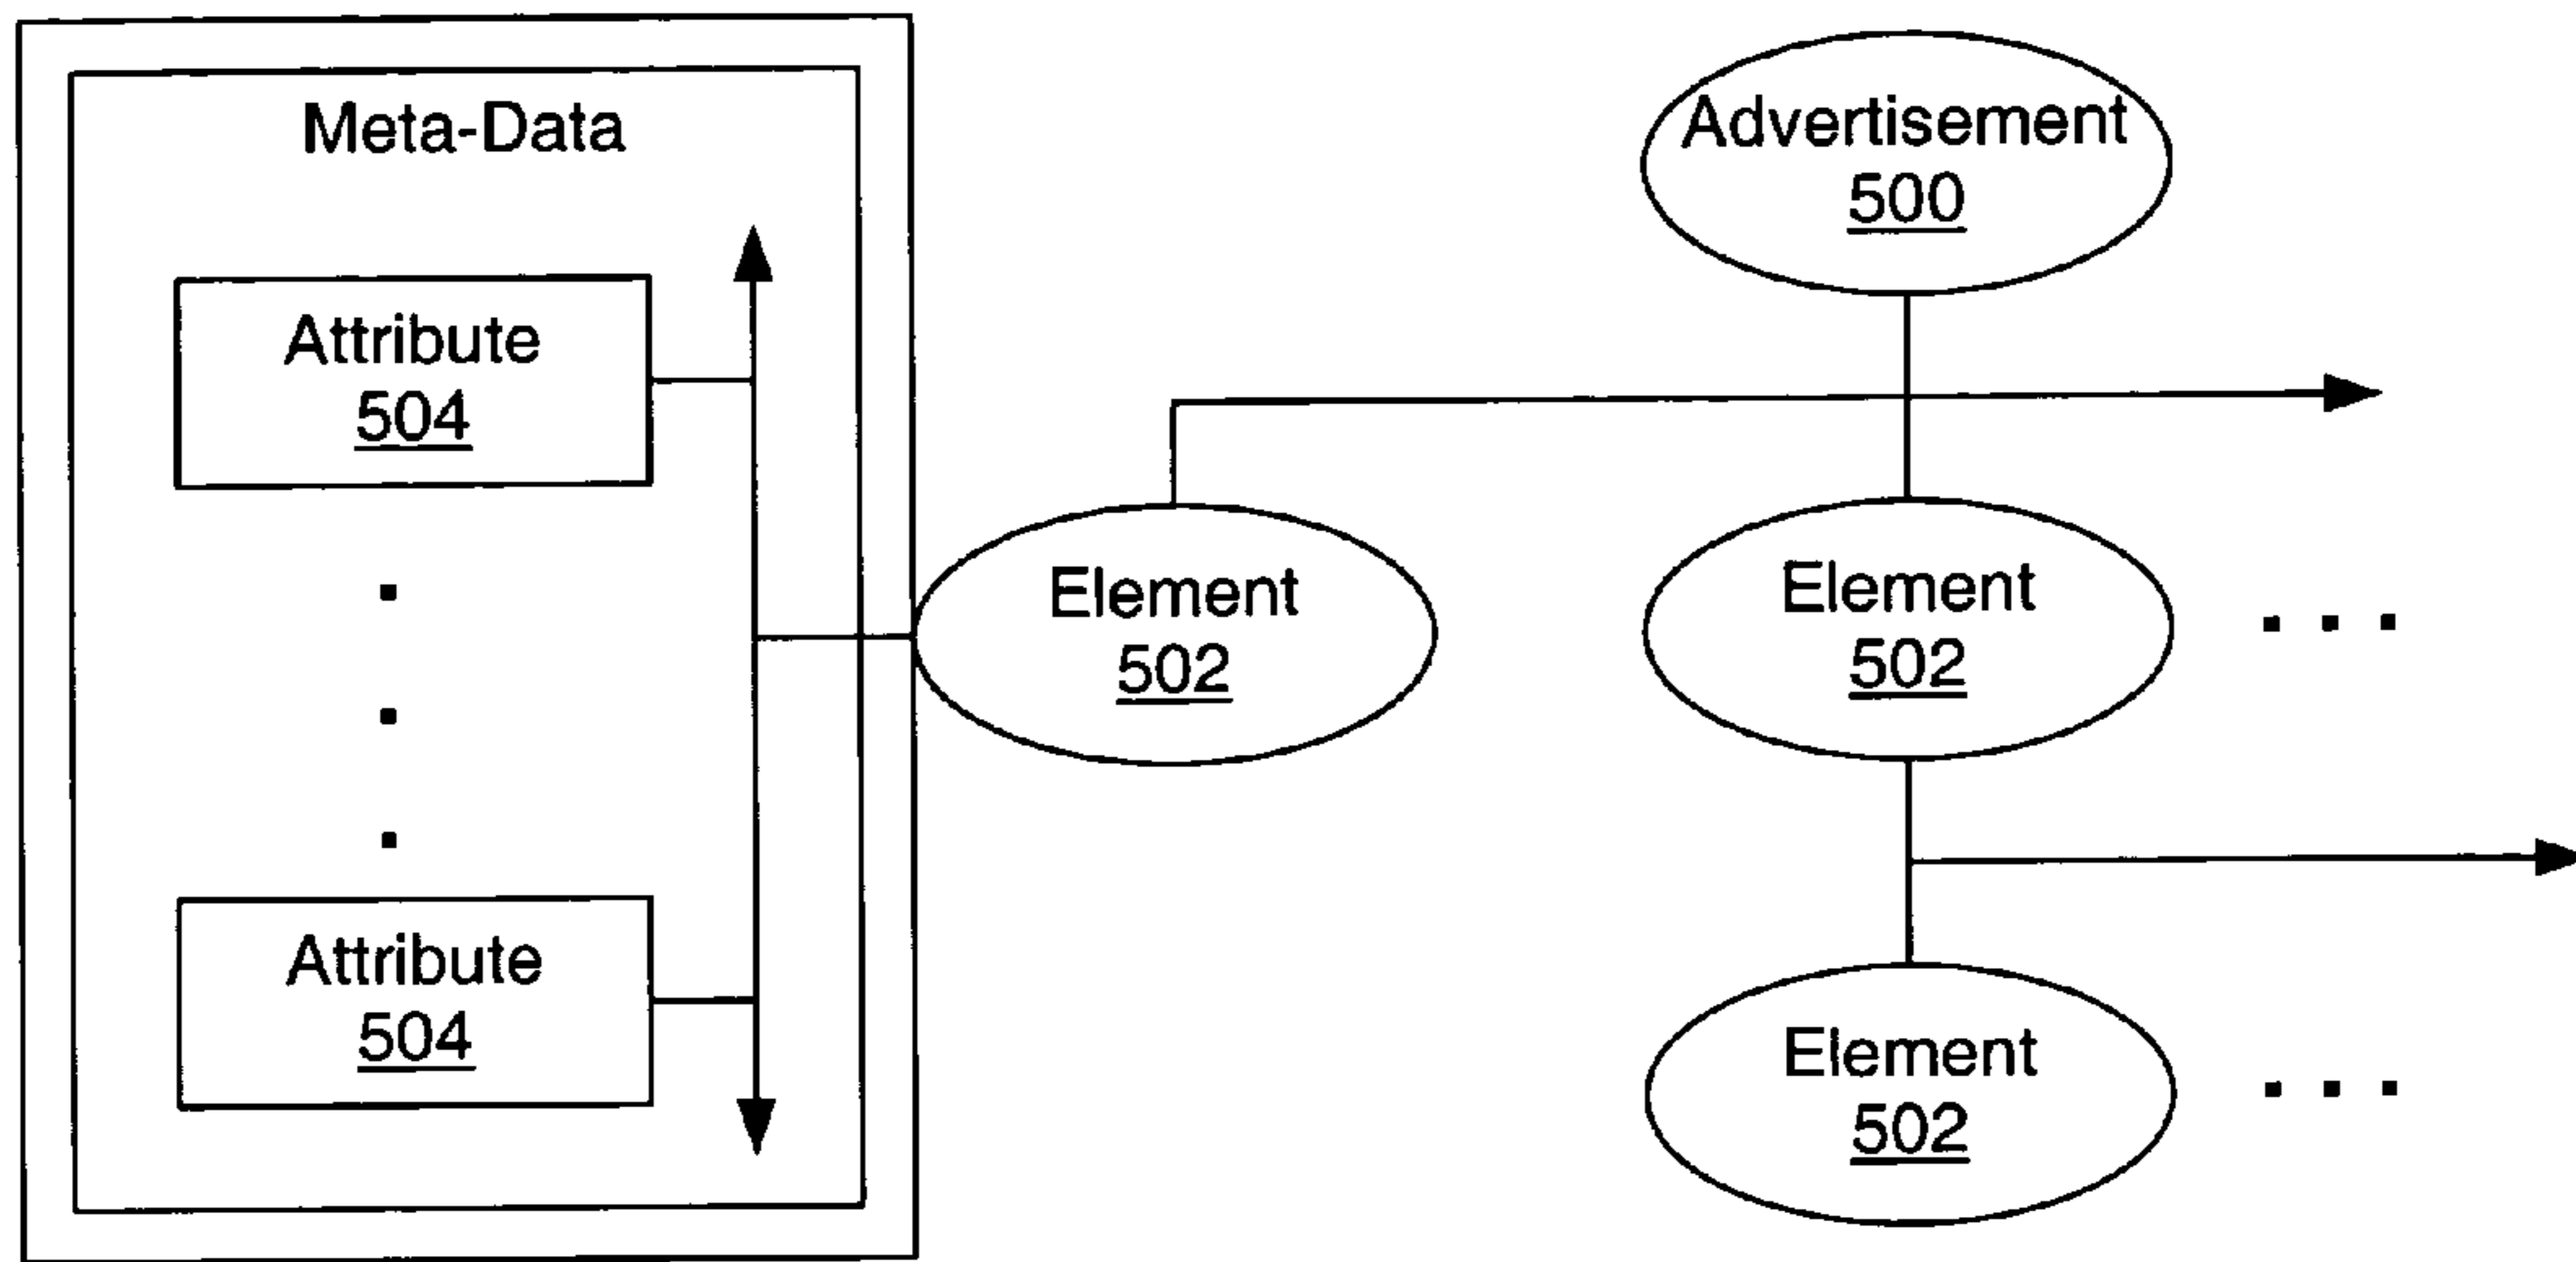 Meta-Data
Attribute
504
Attribute
504
Advertisement
500
Element
502
Element
502
Element
502